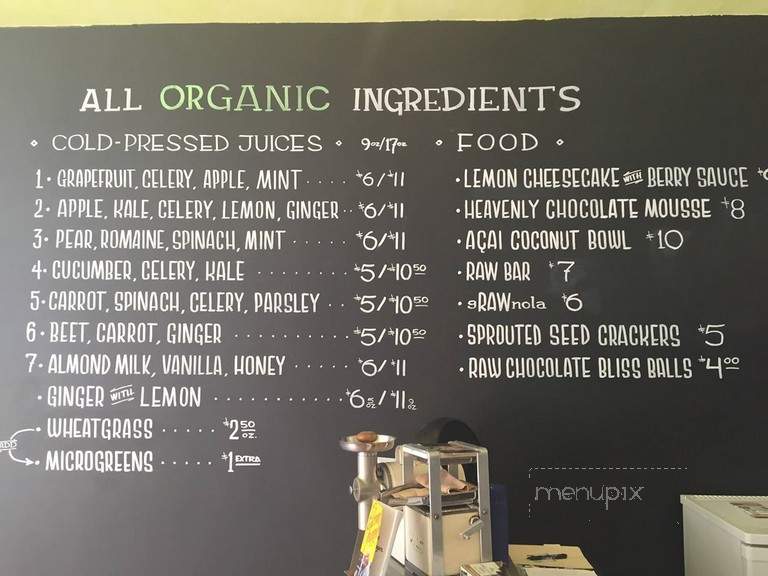 ALL ORGANIC INGREDIENTS
COLD-PRESSED JUICES 9oz/17oz
1. GRAPEFRUIT, CELERY, APPLE, MINT $6/$11
2. APPLE, KALE, CELERY, LEMON, GINGER $6/$11
3. PEAR, ROMAINE, SPINACH, MINT $6/$11
4. CUCUMBER, CELERY, KALE $5/$10.50
5. CARROT, SPINACH, CELERY, PARSLEY $5/$10.50
6. BEET, CARROT, GINGER $5/$10.50
7. ALMOND MILK, VANILLA, HONEY $6/$11
• GINGER WITH LEMON $6 5oz/$11 9oz
• WHEATGRASS $2.50 oz.
• MICROGREENS $1 EXTRA
FOOD
• LEMON CHEESECAKE WITH BERRY SAUCE
• HEAVENLY CHOCOLATE MOUSSE $8
• AÇAI COCONUT BOWL $10
• RAW BAR $7
• gRAWnola $6
• SPROUTED SEED CRACKERS $5
• RAW CHOCOLATE BLISS BALLS $4.00
menupix